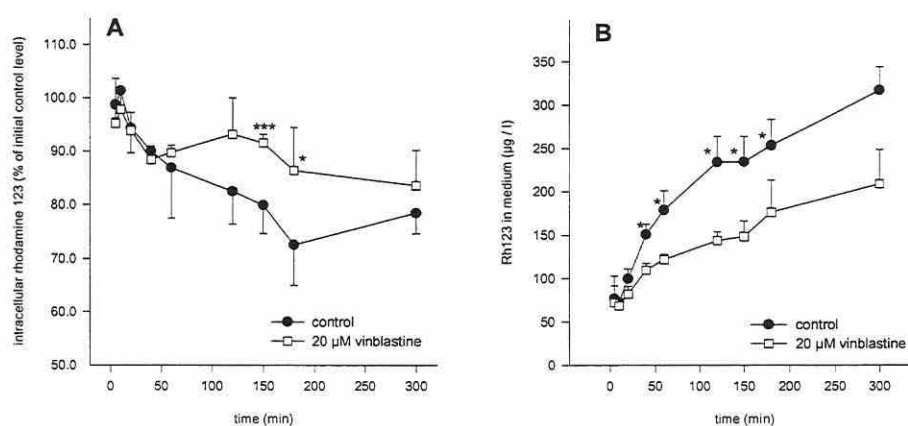 A
110.0
100.0
90.0
80.0
70.0
60.0
50.0
intracellular rhodamine 123 (% of initial control level)
***
*
control
20 µM vinblastine
0 50 100 150 200 250 300
time (min)
B
350
300
250
200
150
100
50
0
Rh123 in medium (µg / l)
* * * * *
control
20 µM vinblastine
0 50 100 150 200 250 300
time (min)